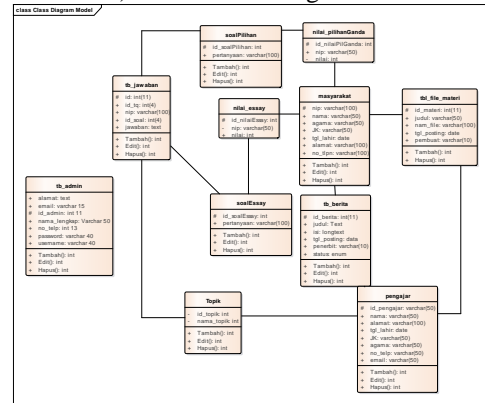 class Class Diagram Model
soalPilihan
# id_soalPilihan: int
+ pertanyaan: varchar(100)
+ Tambah(): int
+ Edit(): int
+ Hapus(): int
nilai_pilihanGanda
# id_nilaiPilGanda: int
+ nip: varchar(50)
- nilai: int
tb_jawaban
# id: int(11)
+ id_tq: int(4)
+ nip: varchar(100)
+ id_soal: int(4)
+ jawaban: text
+ Tambah(): int
+ Edit(): int
+ Hapus(): int
nilai_essay
# id_nilaiEssay: int
- nip: varchar(50)
+ nilai: int
masyarakat
# nip: varchar(100)
+ nama: varchar(50)
+ agama: varchar(50)
+ JK: varchar(50)
+ tgl_lahir: date
+ alamat: varchar(100)
+ no_tlpn: varchar(100)
+ Tambah(): int
+ Edit(): int
+ Hapus(): int
tbl_file_materi
# id_materi: int(11)
+ judul: varchar(50)
+ nam_file: varchar(100)
+ tgl_posting: date
+ pembuat: varchar(10)
+ Tambah(): int
+ Edit(): int
+ Hapus(): int
tb_admin
+ alamat: text
+ email: varchar 15
# id_admin: int 11
+ nama_lengkap: Varchar 50
+ no_telp: int 13
+ password: varchar 40
+ username: varchar 40
+ Tambah(): int
+ Edit(): int
+ Hapus(): int
soalEssay
# id_soalEssay: int
+ pertanyaan: varchar(100)
+ Tambah(): int
+ Edit(): int
+ Hapus(): int
tb_berita
# id_berita: int(11)
+ judul: Text
+ isi: longtext
+ tgl_posting: data
+ penerbit: varchar(10)
+ status: enum
+ Tambah(): int
+ Edit(): int
+ Hapus(): int
Topik
- id_topik: int
- nama_topik: int
+ Tambah(): int
+ Edit(): int
+ Hapus(): int
pengajar
# id_pengajar: varchar(50)
+ nama: varchar(50)
+ alamat: varchar(100)
+ tgl_lahir: date
+ JK: varchar(50)
+ agama: varchar(50)
+ no_telp: varchar(50)
+ email: varchar(50)
+ Tambah(): int
+ Edit(): int
+ Hapus(): int